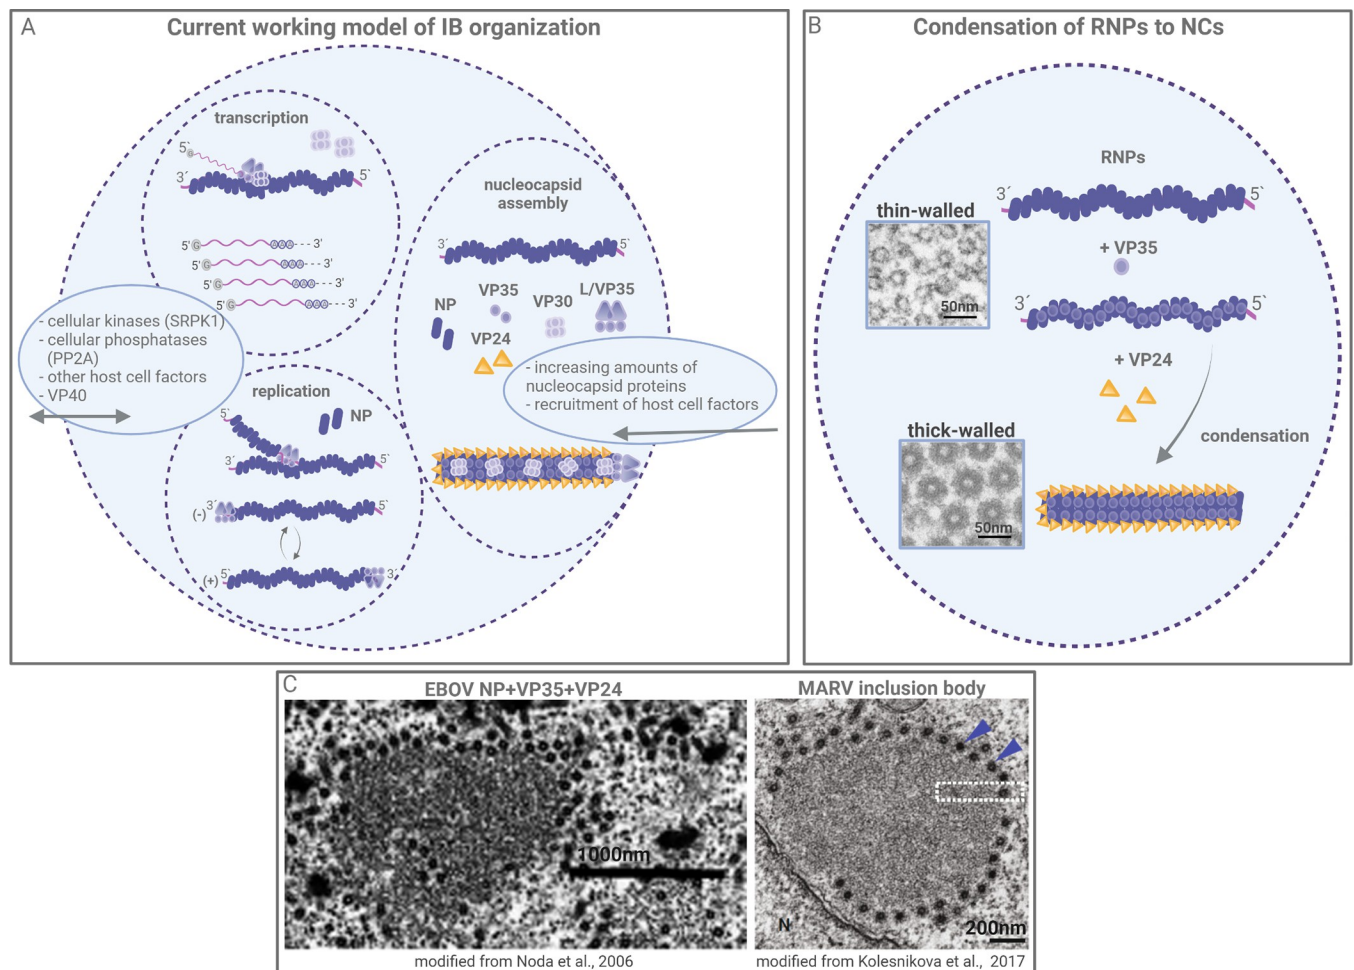 A
Current working model of IB organization
transcription
5`
G
3´
5`
5' G AAA --- 3'
5' G AAA --- 3'
5' G AAA --- 3'
5' G AAA --- 3'
- cellular kinases (SRPK1)
- cellular phosphatases
(PP2A)
- other host cell factors
- VP40
replication
5`
NP
3´
5`
(-)
3´
5`
(+)
5`
3´
nucleocapsid
assembly
3´
5`
NP
VP35
VP30
L/VP35
VP24
- increasing amounts of
nucleocapsid proteins
- recruitment of host cell factors
B
Condensation of RNPs to NCs
RNPs
3´
5`
thin-walled
50nm
+ VP35
3´
5`
+ VP24
thick-walled
50nm
condensation
C
EBOV NP+VP35+VP24
1000nm
modified from Noda et al., 2006
MARV inclusion body
N
200nm
modified from Kolesnikova et al., 2017